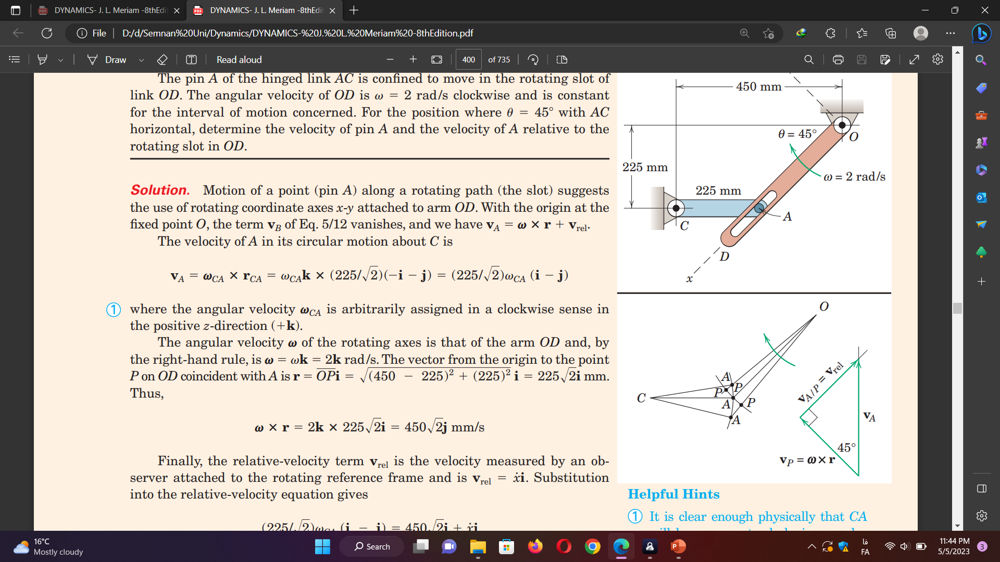 DYNAMICS- J. L. Meriam -8thEdi
DYNAMICS- J. L. Meriam -8thEdi
File
D:/d/Semnan%20Uni/Dynamics/DYNAMICS-%20J.%20L.%20Meriam%20-8thEdition.pdf
Draw
Read aloud
400
of 735
The pin A of the hinged link AC is confined to move in the rotating slot of
link OD. The angular velocity of OD is ω = 2 rad/s clockwise and is constant
for the interval of motion concerned. For the position where θ = 45° with AC
horizontal, determine the velocity of pin A and the velocity of A relative to the
rotating slot in OD.
Solution. Motion of a point (pin A) along a rotating path (the slot) suggests
the use of rotating coordinate axes x-y attached to arm OD. With the origin at the
fixed point O, the term v_B of Eq. 5/12 vanishes, and we have v_A = ω × r + v_rel.
The velocity of A in its circular motion about C is
v_A = ω_CA × r_CA = ω_CA k × (225/√2)(−i − j) = (225/√2)ω_CA (i − j)
① where the angular velocity ω_CA is arbitrarily assigned in a clockwise sense in
the positive z-direction (+k).
The angular velocity ω of the rotating axes is that of the arm OD and, by
the right-hand rule, is ω = ωk = 2k rad/s. The vector from the origin to the point
P on OD coincident with A is r = OPi = √(450 − 225)² + (225)² i = 225√2i mm.
Thus,
ω × r = 2k × 225√2i = 450√2j mm/s
Finally, the relative-velocity term v_rel is the velocity measured by an ob-
server attached to the rotating reference frame and is v_rel = ẋi. Substitution
into the relative-velocity equation gives
(225/√2)ω_CA (i − j) = 450√2j + ẋi
450 mm
θ = 45°
O
225 mm
ω = 2 rad/s
225 mm
A
C
D
x
O
A
P
P
C
A
P
A
v_A/P = v_rel
v_A
45°
v_P = ω × r
Helpful Hints
① It is clear enough physically that CA
16°C
Mostly cloudy
Search
فا
FA
11:44 PM
5/5/2023
3